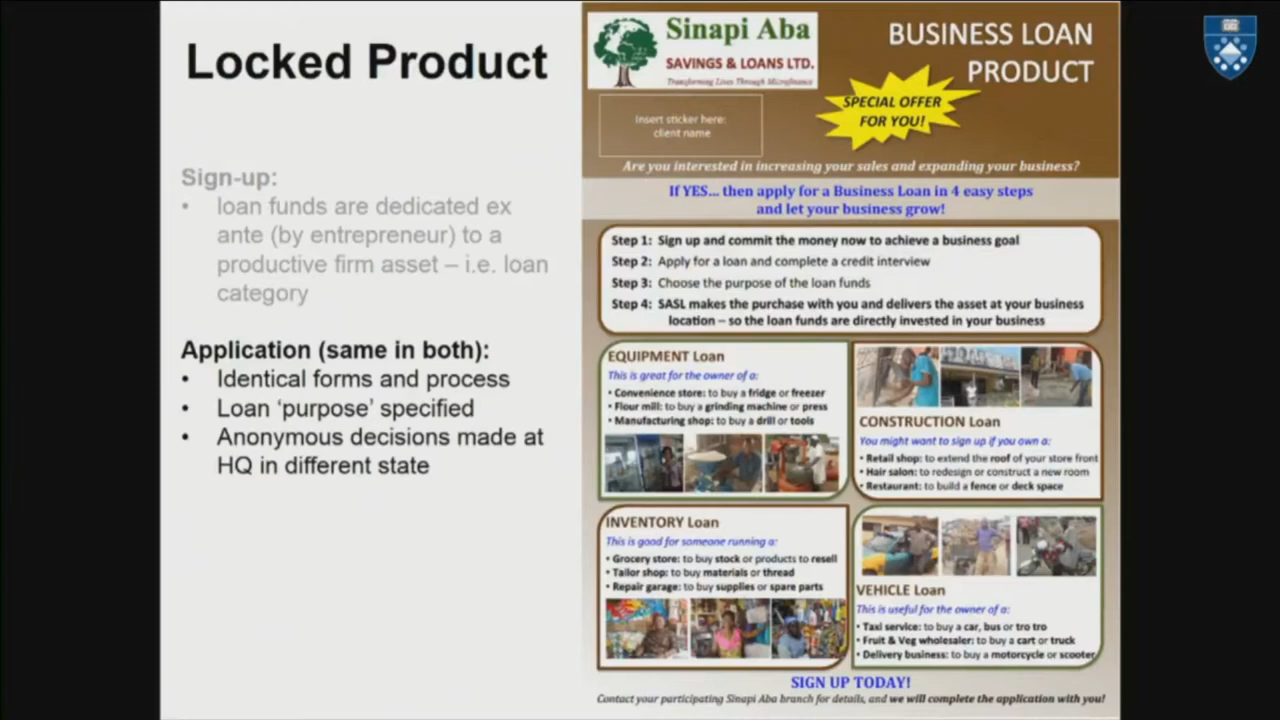 Locked Product
Sign-up:
• loan funds are dedicated ex
ante (by entrepreneur) to a
productive firm asset – i.e. loan
category
Application (same in both):
• Identical forms and process
• Loan ‘purpose’ specified
• Anonymous decisions made at
HQ in different state
Sinapi Aba
SAVINGS & LOANS LTD.
Transforming Lives Through Microfinance
BUSINESS LOAN
PRODUCT
Insert sticker here:
client name
SPECIAL OFFER
FOR YOU!
Are you interested in increasing your sales and expanding your business?
If YES... then apply for a Business Loan in 4 easy steps
and let your business grow!
Step 1: Sign up and commit the money now to achieve a business goal
Step 2: Apply for a loan and complete a credit interview
Step 3: Choose the purpose of the loan funds
Step 4: SASL makes the purchase with you and delivers the asset at your business
location – so the loan funds are directly invested in your business
EQUIPMENT Loan
This is great for the owner of a:
• Convenience store: to buy a fridge or freezer
• Flour mill: to buy a grinding machine or press
• Manufacturing shop: to buy a drill or tools
CONSTRUCTION Loan
You might want to sign up if you own a:
• Retail shop: to extend the roof of your store front
• Hair salon: to redesign or construct a new room
• Restaurant: to build a fence or deck space
INVENTORY Loan
This is good for someone running a:
• Grocery store: to buy stock or products to resell
• Tailor shop: to buy materials or thread
• Repair garage: to buy supplies or spare parts
VEHICLE Loan
This is useful for the owner of a:
• Taxi service: to buy a car, bus or tro tro
• Fruit & Veg wholesaler: to buy a cart or truck
• Delivery business: to buy a motorcycle or scooter
SIGN UP TODAY!
Contact your participating Sinapi Aba branch for details, and we will complete the application with you!